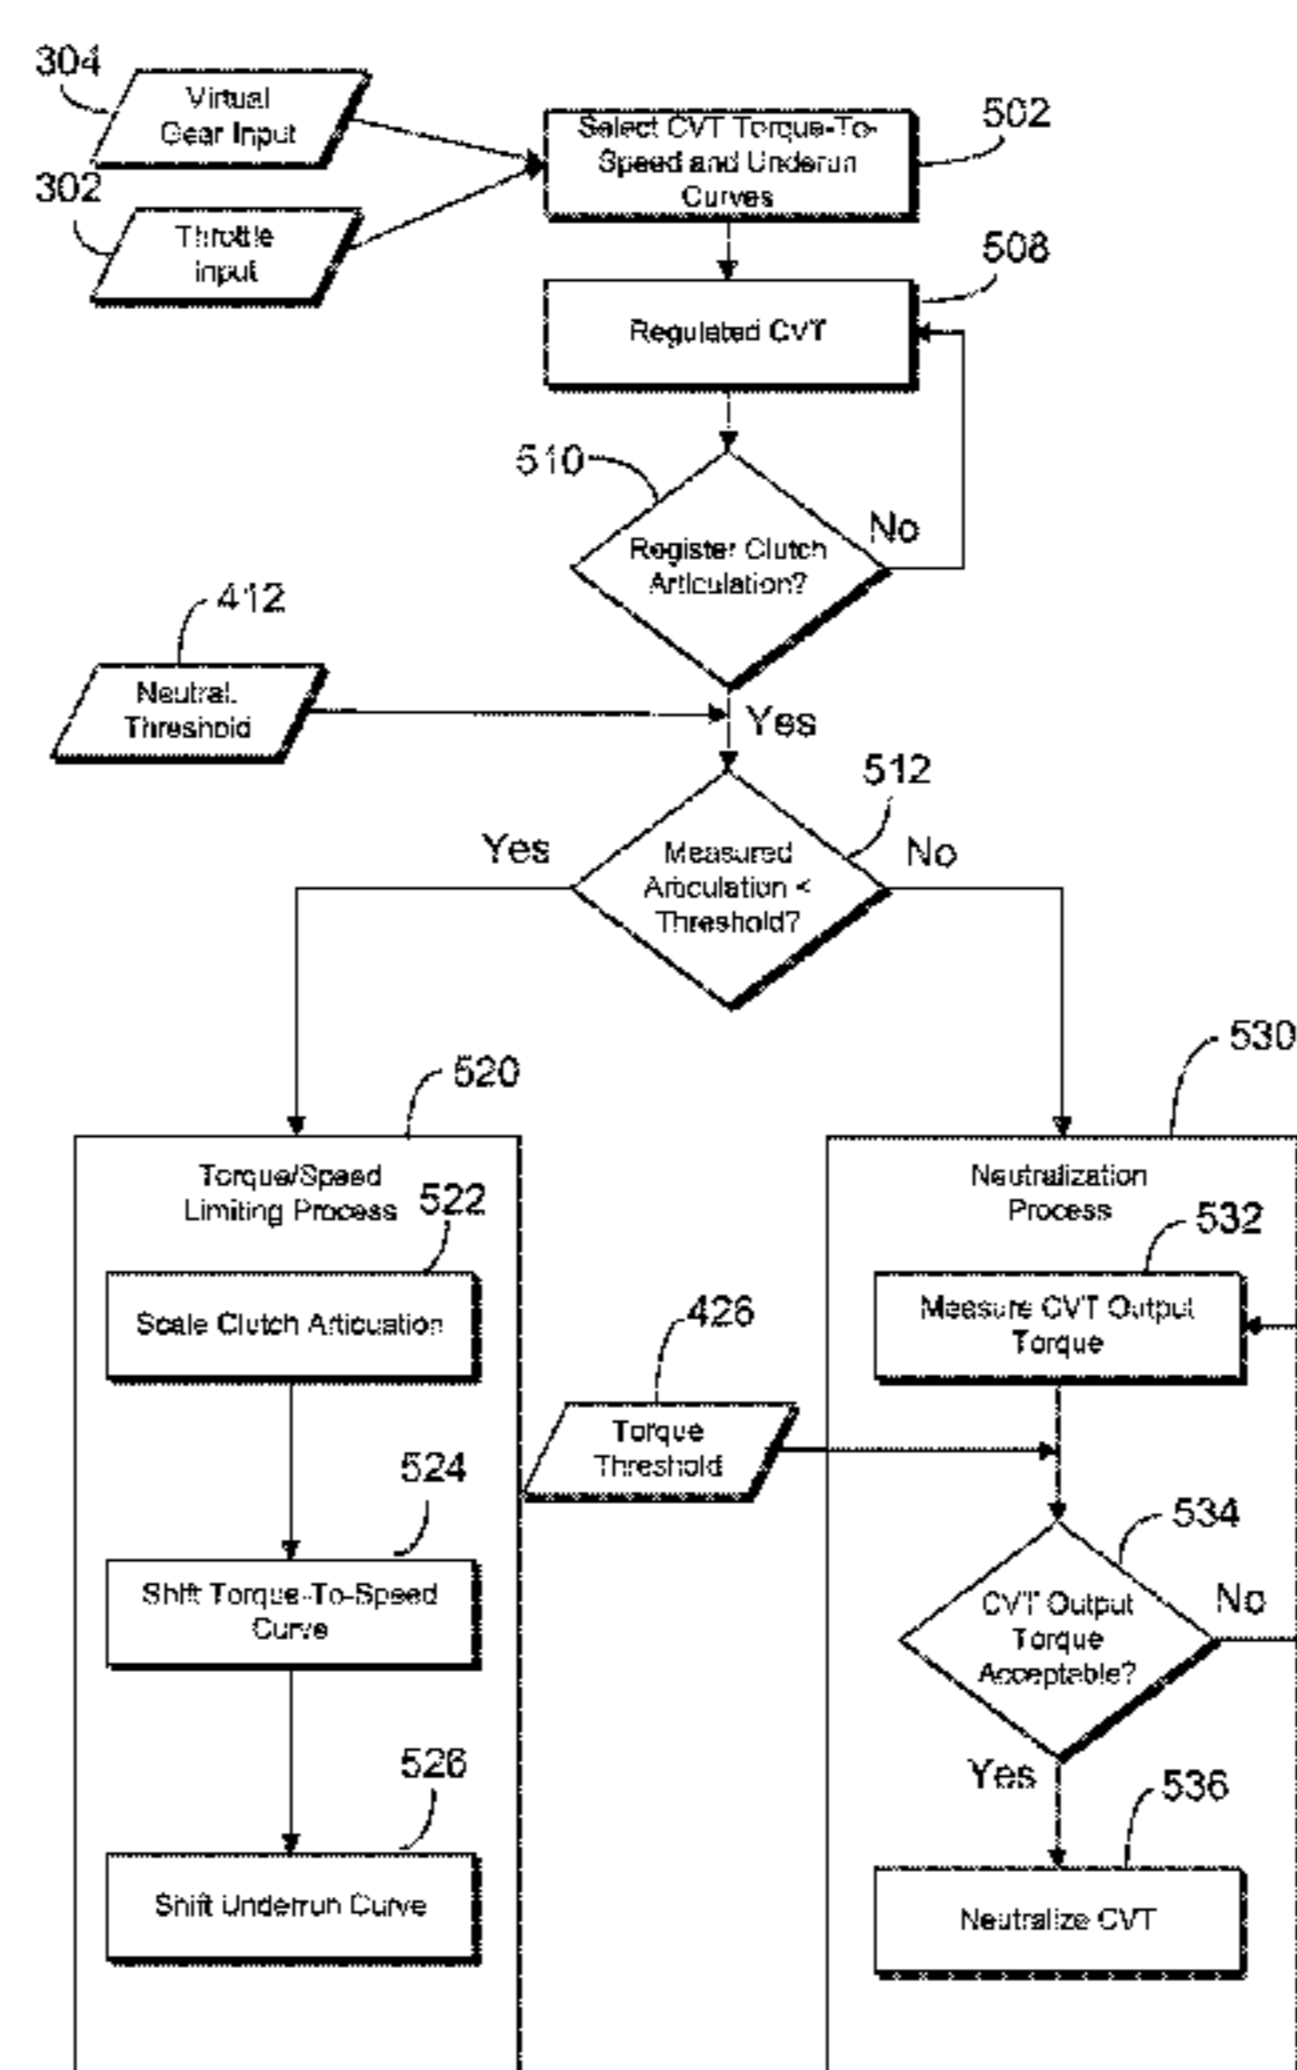 304
Virtual
Gear Input
302
Throttle
Input
Select CVT Torque-To-
Speed and Underun
Curves
502
508
Regulated CVT
510
Register Clutch
Articulation?
No
412
Neutral
Threshold
Yes
512
Measured
Articulation <
Threshold?
Yes
No
520
530
Torque/Speed
Limiting Process
522
Scale Clutch Articuation
524
Shift Torque-To-Speed
Curve
526
Shift Underrun Curve
Neutralization
Process
532
Measure CVT Output
Torque
426
Torque
Threshold
534
CVT Output
Torque
Acceptable?
No
Yes
536
Neutralize CVT